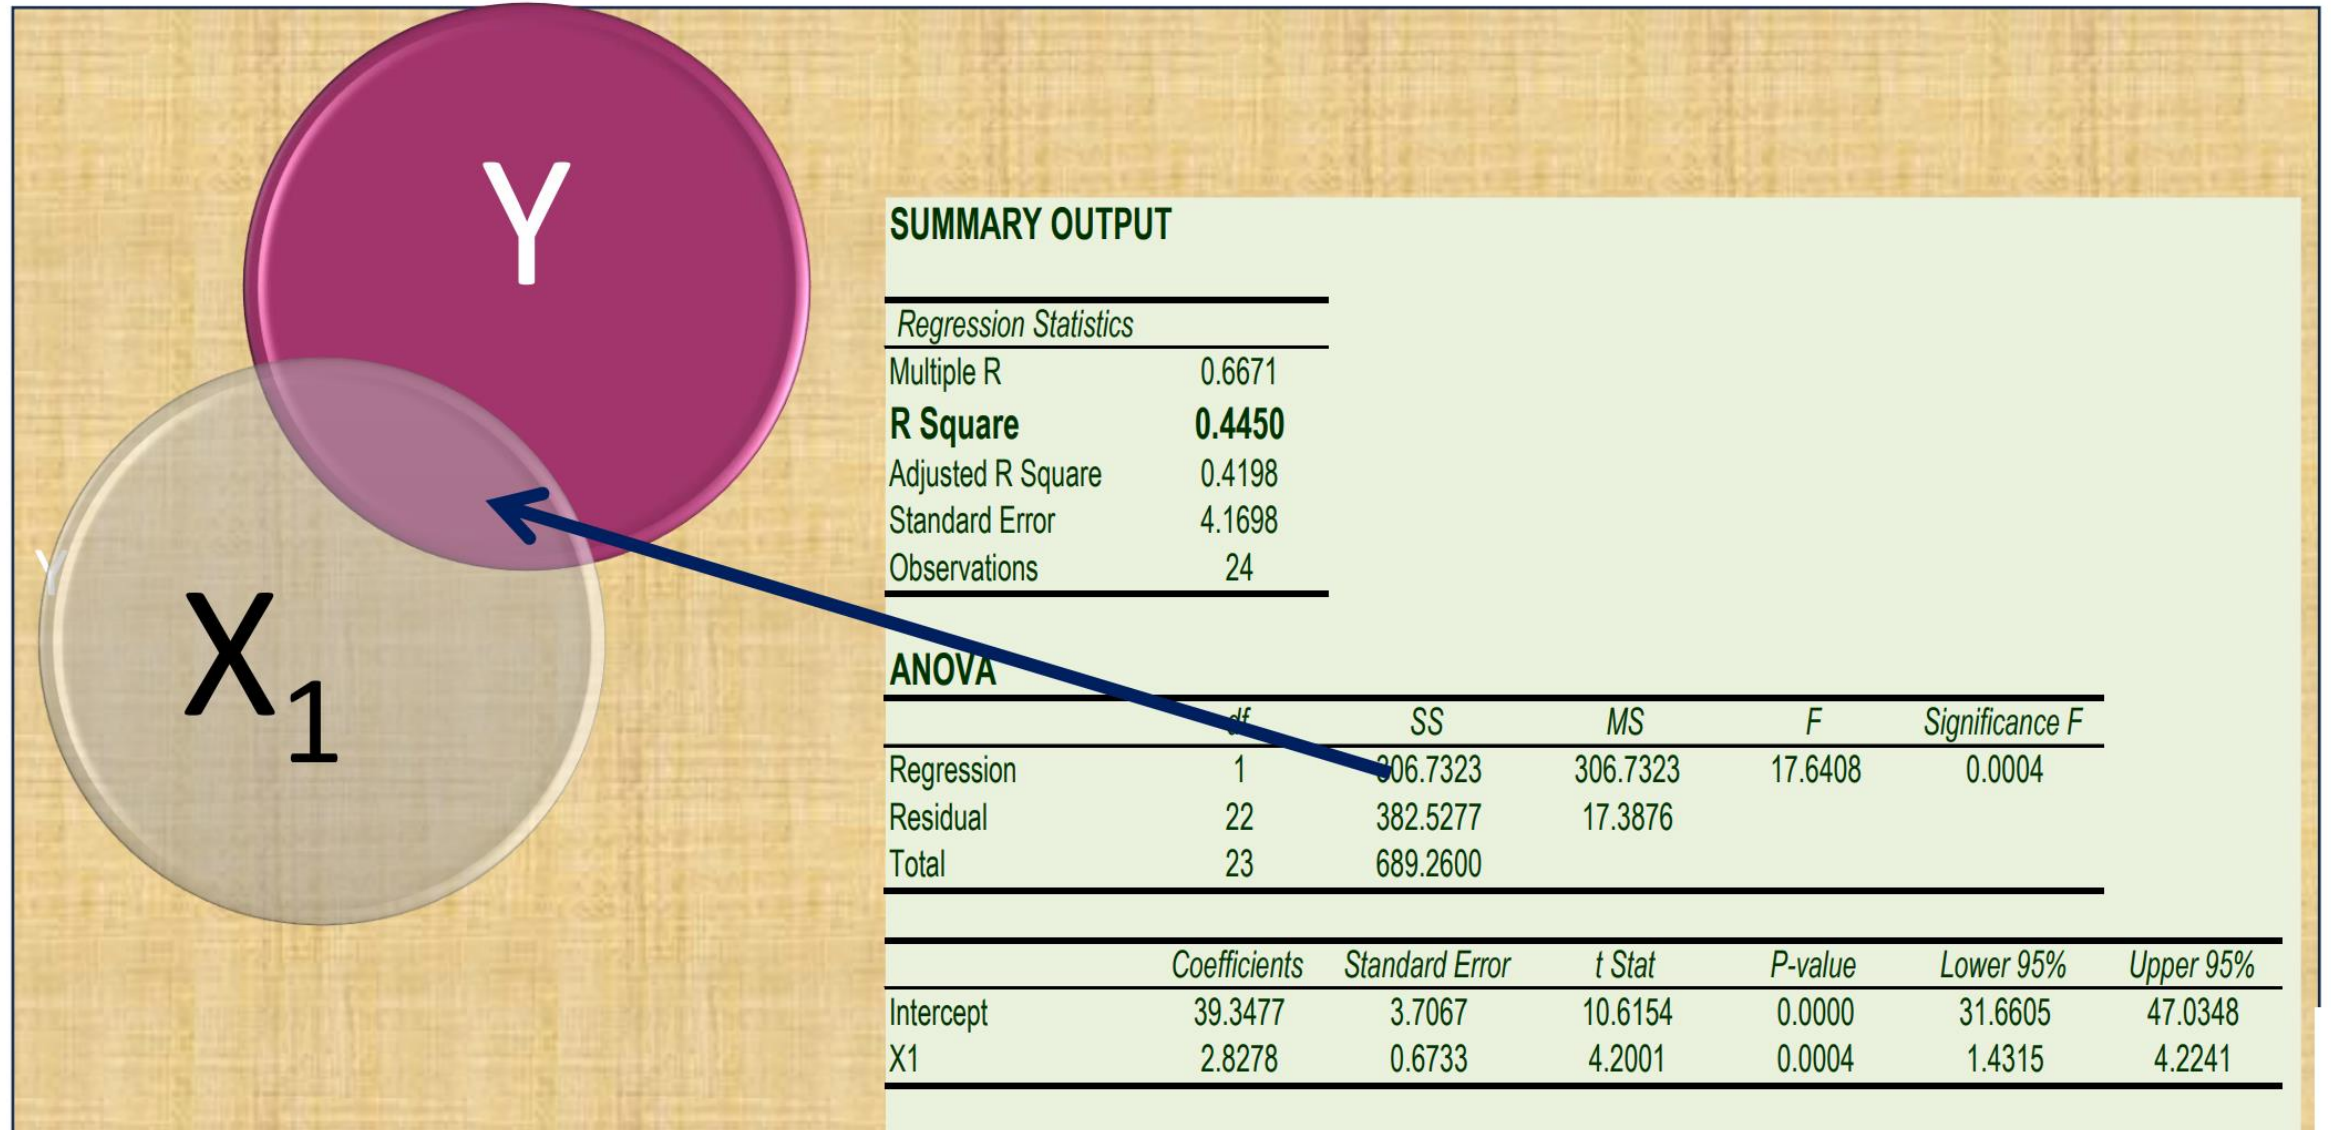 Y
Y
X1
SUMMARY OUTPUT
Regression Statistics
Multiple R 0.6671
R Square 0.4450
Adjusted R Square 0.4198
Standard Error 4.1698
Observations 24
ANOVA
df SS MS F Significance F
Regression 1 306.7323 306.7323 17.6408 0.0004
Residual 22 382.5277 17.3876
Total 23 689.2600
Coefficients Standard Error t Stat P-value Lower 95% Upper 95%
Intercept 39.3477 3.7067 10.6154 0.0000 31.6605 47.0348
X1 2.8278 0.6733 4.2001 0.0004 1.4315 4.2241